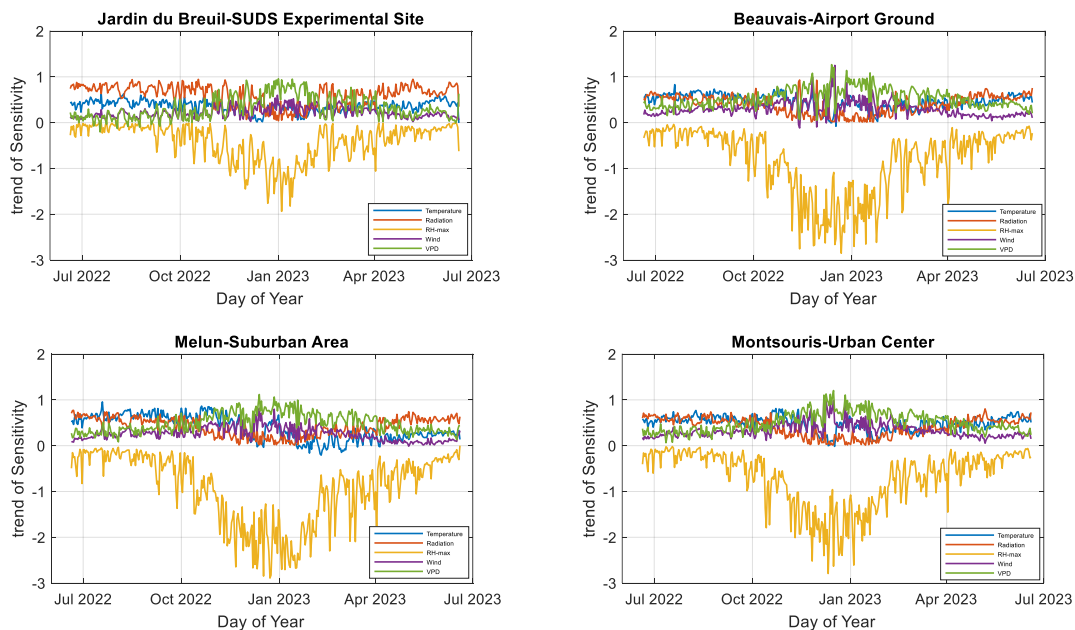 Jardin du Breuil-SUDS Experimental Site
2
1
0
-1
-2
-3
trend of Sensitivity
Temperature
Radiation
RH-max
Wind
VPD
Jul 2022 Oct 2022 Jan 2023 Apr 2023 Jul 2023
Day of Year
Beauvais-Airport Ground
2
1
0
-1
-2
-3
trend of Sensitivity
Temperature
Radiation
RH-max
Wind
VPD
Jul 2022 Oct 2022 Jan 2023 Apr 2023 Jul 2023
Day of Year
Melun-Suburban Area
2
1
0
-1
-2
-3
trend of Sensitivity
Temperature
Radiation
RH-max
Wind
VPD
Jul 2022 Oct 2022 Jan 2023 Apr 2023 Jul 2023
Day of Year
Montsouris-Urban Center
2
1
0
-1
-2
-3
trend of Sensitivity
Temperature
Radiation
RH-max
Wind
VPD
Jul 2022 Oct 2022 Jan 2023 Apr 2023 Jul 2023
Day of Year